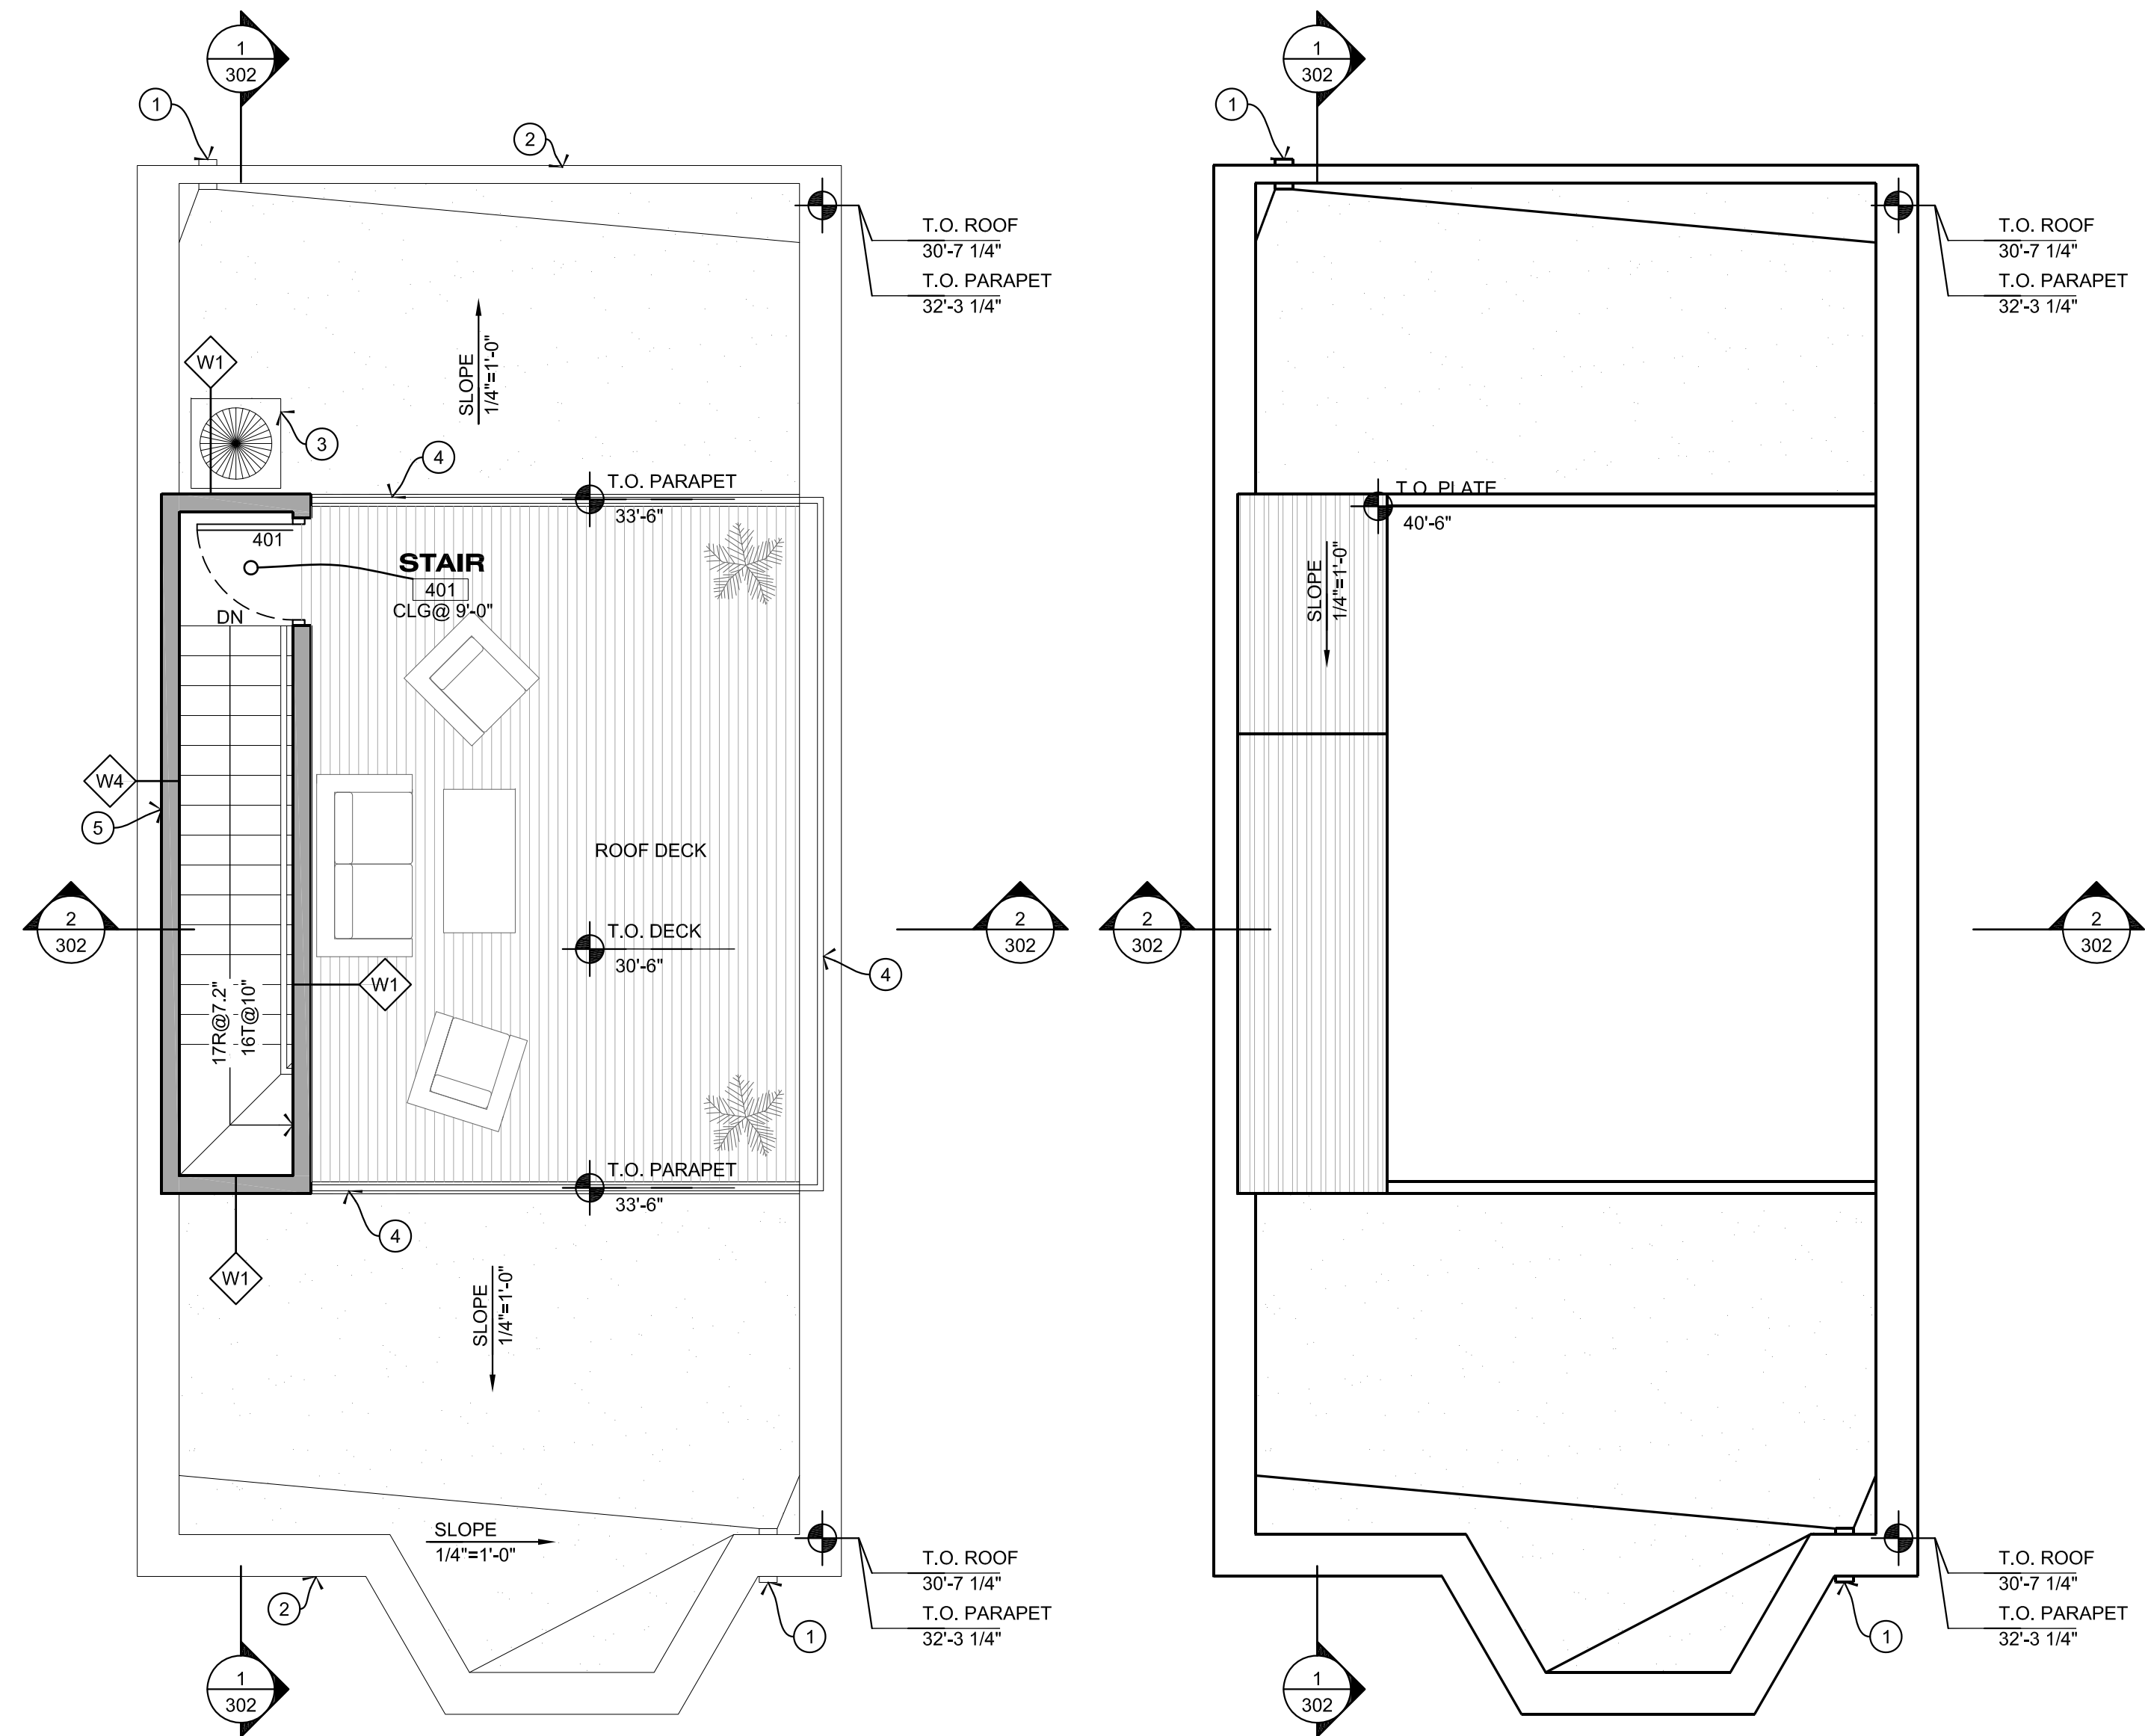 1
302
1
2
T.O. ROOF
30'-7 1/4"
T.O. PARAPET
32'-3 1/4"
W1
SLOPE
1/4"=1'-0"
3
4
T.O. PARAPET
33'-6"
401
STAIR
401
CLG@ 9'-0"
DN
W4
5
ROOF DECK
2
302
T.O. DECK
30'-6"
2
302
4
W1
17R@7.2"
16T@10"
T.O. PARAPET
33'-6"
4
W1
SLOPE
1/4"=1'-0"
SLOPE
1/4"=1'-0"
T.O. ROOF
30'-7 1/4"
T.O. PARAPET
32'-3 1/4"
2
1
1
302
1
302
1
T.O. ROOF
30'-7 1/4"
T.O. PARAPET
32'-3 1/4"
T.O. PLATE
40'-6"
SLOPE
1/4"=1'-0"
2
302
2
302
T.O. ROOF
30'-7 1/4"
T.O. PARAPET
32'-3 1/4"
1
1
302